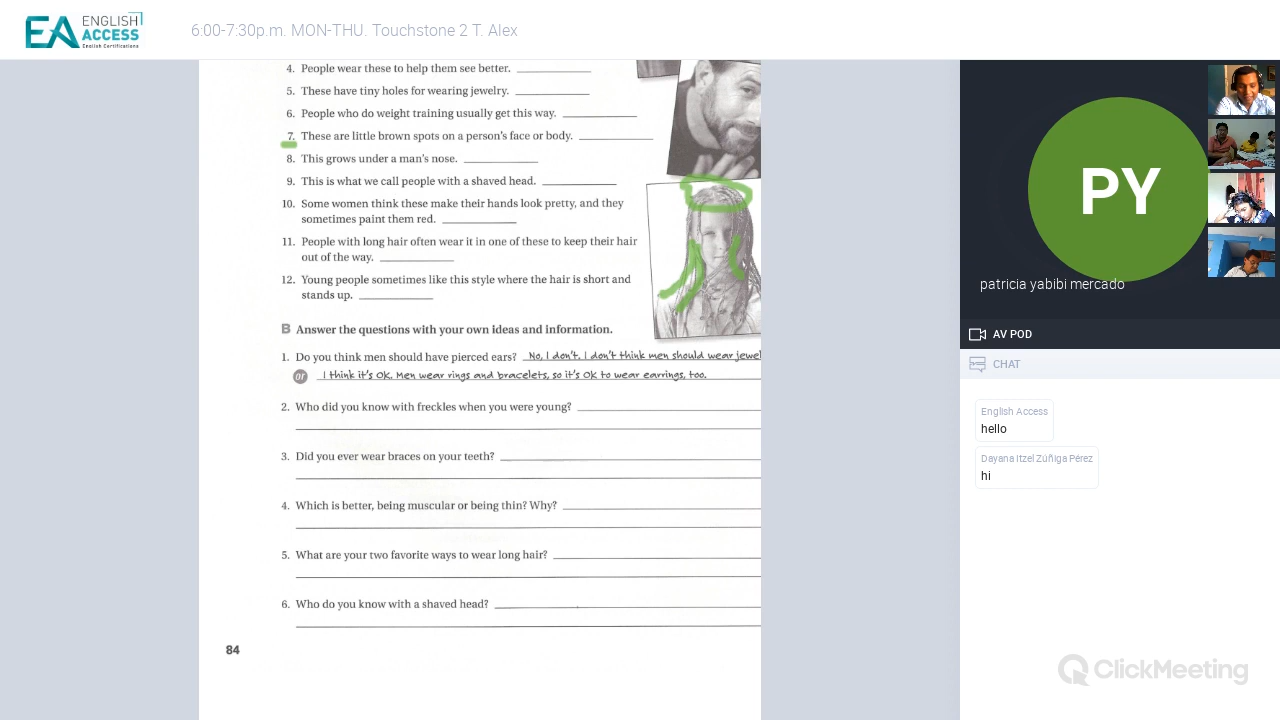 ENGLISH
ACCESS
English Certifications
6:00-7:30p.m. MON-THU. Touchstone 2 T. Alex
4. People wear these to help them see better.
5. These have tiny holes for wearing jewelry.
6. People who do weight training usually get this way.
7. These are little brown spots on a person's face or body.
8. This grows under a man's nose.
9. This is what we call people with a shaved head.
10. Some women think these make their hands look pretty, and they
sometimes paint them red.
11. People with long hair often wear it in one of these to keep their hair
out of the way.
12. Young people sometimes like this style where the hair is short and
stands up.
B Answer the questions with your own ideas and information.
1. Do you think men should have pierced ears? No, I don't. I don't think men should wear jewel
or I think it's OK. Men wear rings and bracelets, so it's OK to wear earrings, too.
2. Who did you know with freckles when you were young?
3. Did you ever wear braces on your teeth?
4. Which is better, being muscular or being thin? Why?
5. What are your two favorite ways to wear long hair?
6. Who do you know with a shaved head?
84
PY
patricia yabibi mercado
AV POD
CHAT
English Access
hello
Dayana Itzel Zúñiga Pérez
hi
ClickMeeting